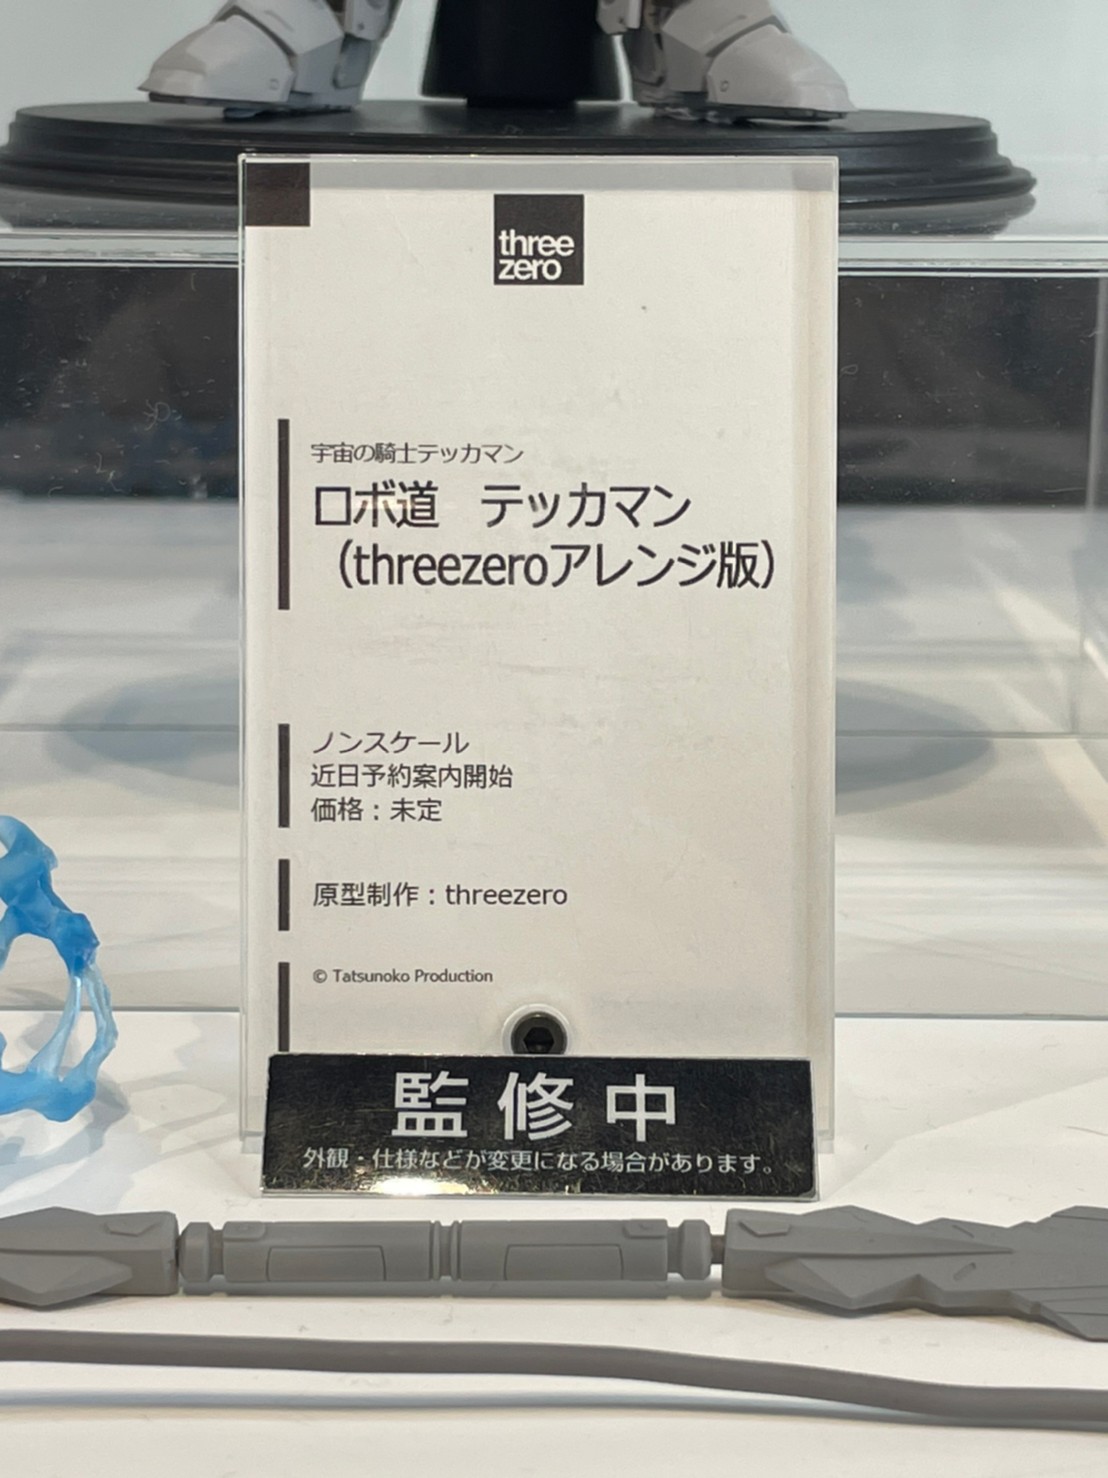 three
zero
宇宙の騎士テッカマン
ロボ道　テッカマン
（threezeroアレンジ版）
ノンスケール
近日予約案内開始
価格：未定
原型制作：threezero
© Tatsunoko Production
監修中
外観・仕様などが変更になる場合があります。